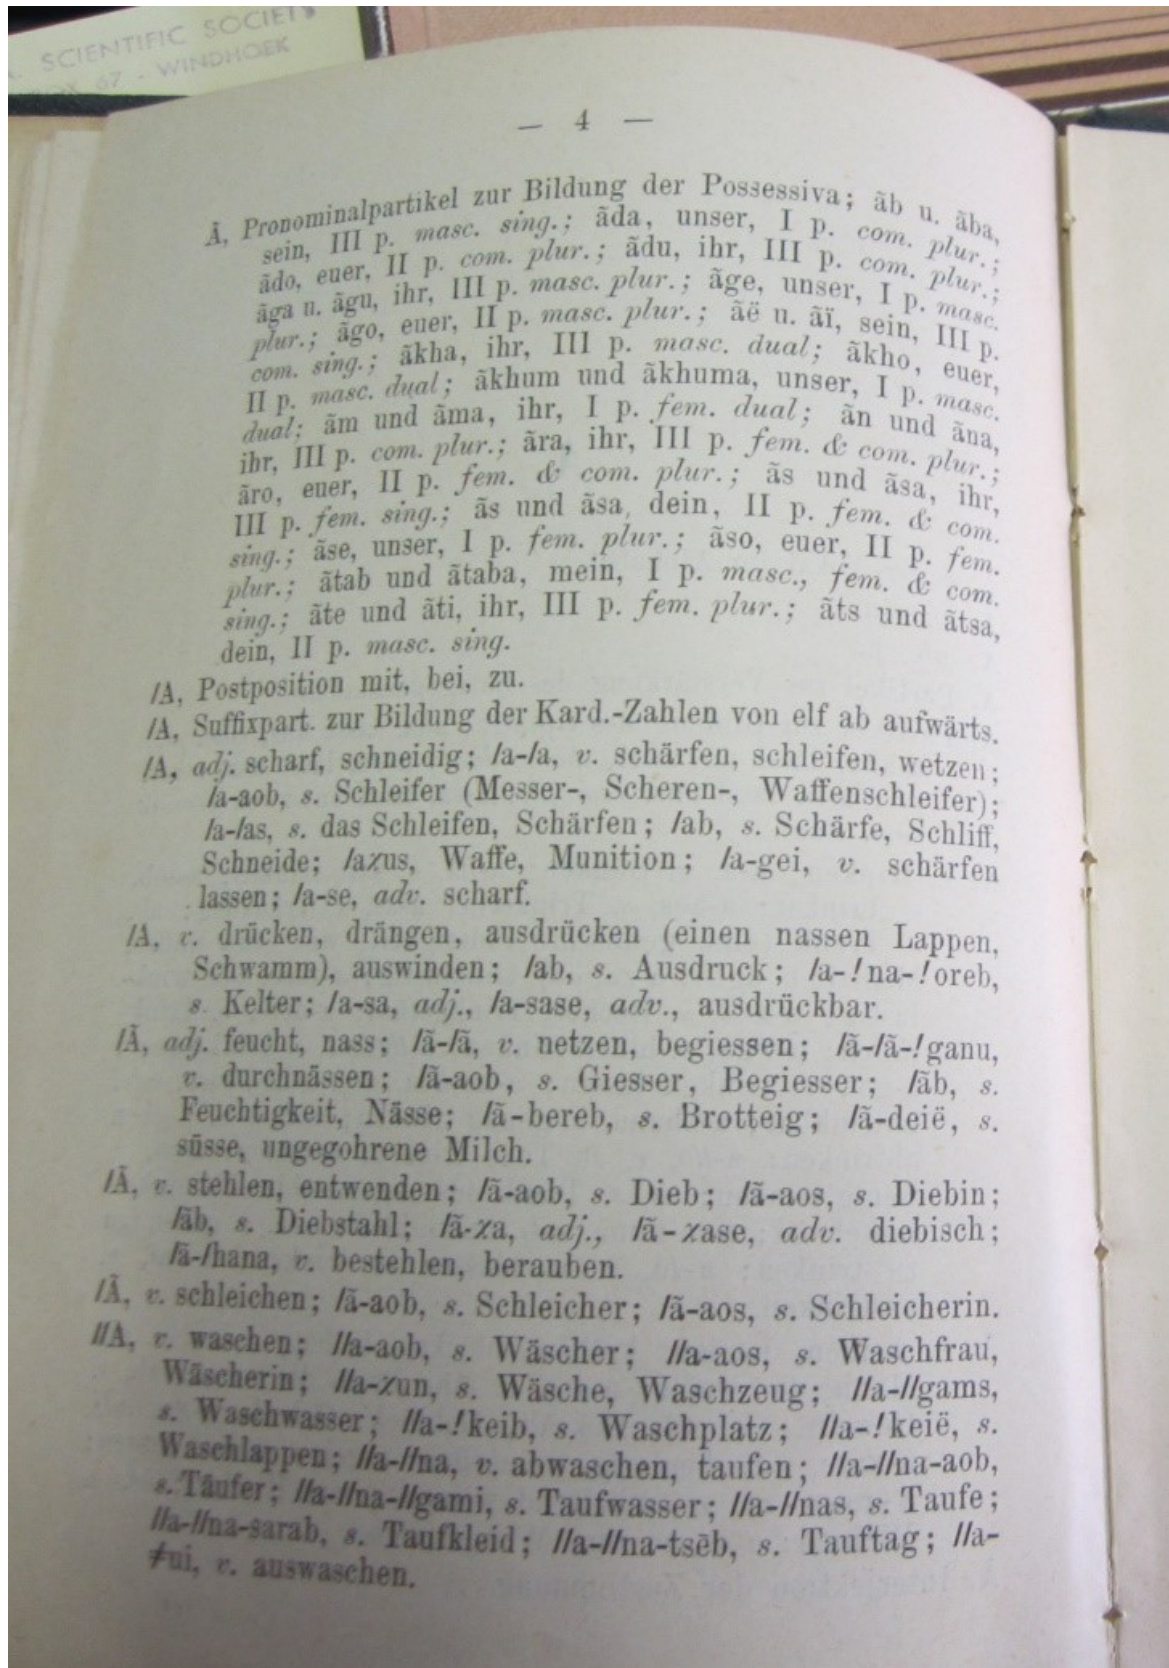 SCIENTIFIC SOCIETY
67 - WINDHOEK
— 4 —
Ã, Pronominalpartikel zur Bildung der Possessiva; ãb u. ãba,
sein, III p. masc. sing.; ãda, unser, I p. com. plur.;
ãdo, euer, II p. com. plur.; ãdu, ihr, III p. com. plur.;
ãga u. ãgu, ihr, III p. masc. plur.; ãge, unser, I p. masc.
plur.; ãgo, euer, II p. masc. plur.; ãë u. ãï, sein, III p.
com. sing.; ãkha, ihr, III p. masc. dual; ãkho, euer,
II p. masc. dual; ãkhum und ãkhuma, unser, I p. masc.
dual; ãm und ãma, ihr, I p. fem. dual; ãn und ãna,
ihr, III p. com. plur.; ãra, ihr, III p. fem. & com. plur.;
ãro, euer, II p. fem. & com. plur.; ãs und ãsa, ihr,
III p. fem. sing.; ãs und ãsa, dein, II p. fem. & com.
sing.; ãse, unser, I p. fem. plur.; ãso, euer, II p. fem.
plur.; ãtab und ãtaba, mein, I p. masc., fem. & com.
sing.; ãte und ãti, ihr, III p. fem. plur.; ãts und ãtsa,
dein, II p. masc. sing.
/A, Postposition mit, bei, zu.
/A, Suffixpart. zur Bildung der Kard.-Zahlen von elf ab aufwärts.
/A, adj. scharf, schneidig; /a-/a, v. schärfen, schleifen, wetzen;
/a-aob, s. Schleifer (Messer-, Scheren-, Waffenschleifer);
/a-/as, s. das Schleifen, Schärfen; /ab, s. Schärfe, Schliff,
Schneide; /aχus, Waffe, Munition; /a-gei, v. schärfen
lassen; /a-se, adv. scharf.
/A, v. drücken, drängen, ausdrücken (einen nassen Lappen,
Schwamm), auswinden; /ab, s. Ausdruck; /a-!na-!oreb,
s. Kelter; /a-sa, adj., /a-sase, adv., ausdrückbar.
/Ã, adj. feucht, nass; /ã-/ã, v. netzen, begiessen; /ã-/ã-!ganu,
v. durchnässen; /ã-aob, s. Giesser, Begiesser; /ãb, s.
Feuchtigkeit, Nässe; /ã-bereb, s. Brotteig; /ã-deië, s.
süsse, ungegohrene Milch.
/Ã, v. stehlen, entwenden; /ã-aob, s. Dieb; /ã-aos, s. Diebin;
/ãb, s. Diebstahl; /ã-χa, adj., /ã-χase, adv. diebisch;
/ã-/hana, v. bestehlen, berauben.
/Ã, v. schleichen; /ã-aob, s. Schleicher; /ã-aos, s. Schleicherin.
//A, v. waschen; //a-aob, s. Wäscher; //a-aos, s. Waschfrau,
Wäscherin; //a-χun, s. Wäsche, Waschzeug; //a-//gams,
s. Waschwasser; //a-!keib, s. Waschplatz; //a-!keië, s.
Waschlappen; //a-//na, v. abwaschen, taufen; //a-//na-aob,
s. Täufer; //a-//na-//gami, s. Taufwasser; //a-//nas, s. Taufe;
//a-//na-sarab, s. Taufkleid; //a-//na-tsēb, s. Tauftag; //a-
ǂui, v. auswaschen.